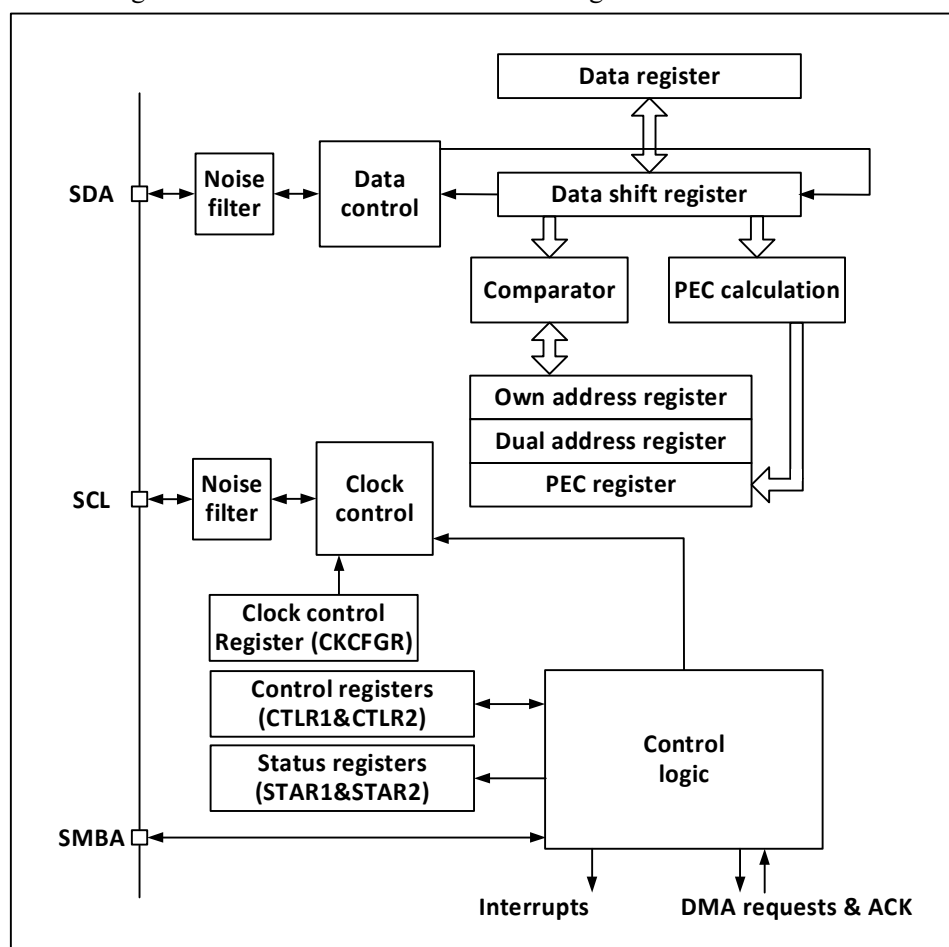 Data register
SDA
Noise
filter
Data
control
Data shift register
Comparator
PEC calculation
Own address register
Dual address register
PEC register
SCL
Noise
filter
Clock
control
Clock control
Register (CKCFGR)
Control registers
(CTLR1&CTLR2)
Status registers
(STAR1&STAR2)
Control
logic
SMBA
Interrupts
DMA requests & ACK